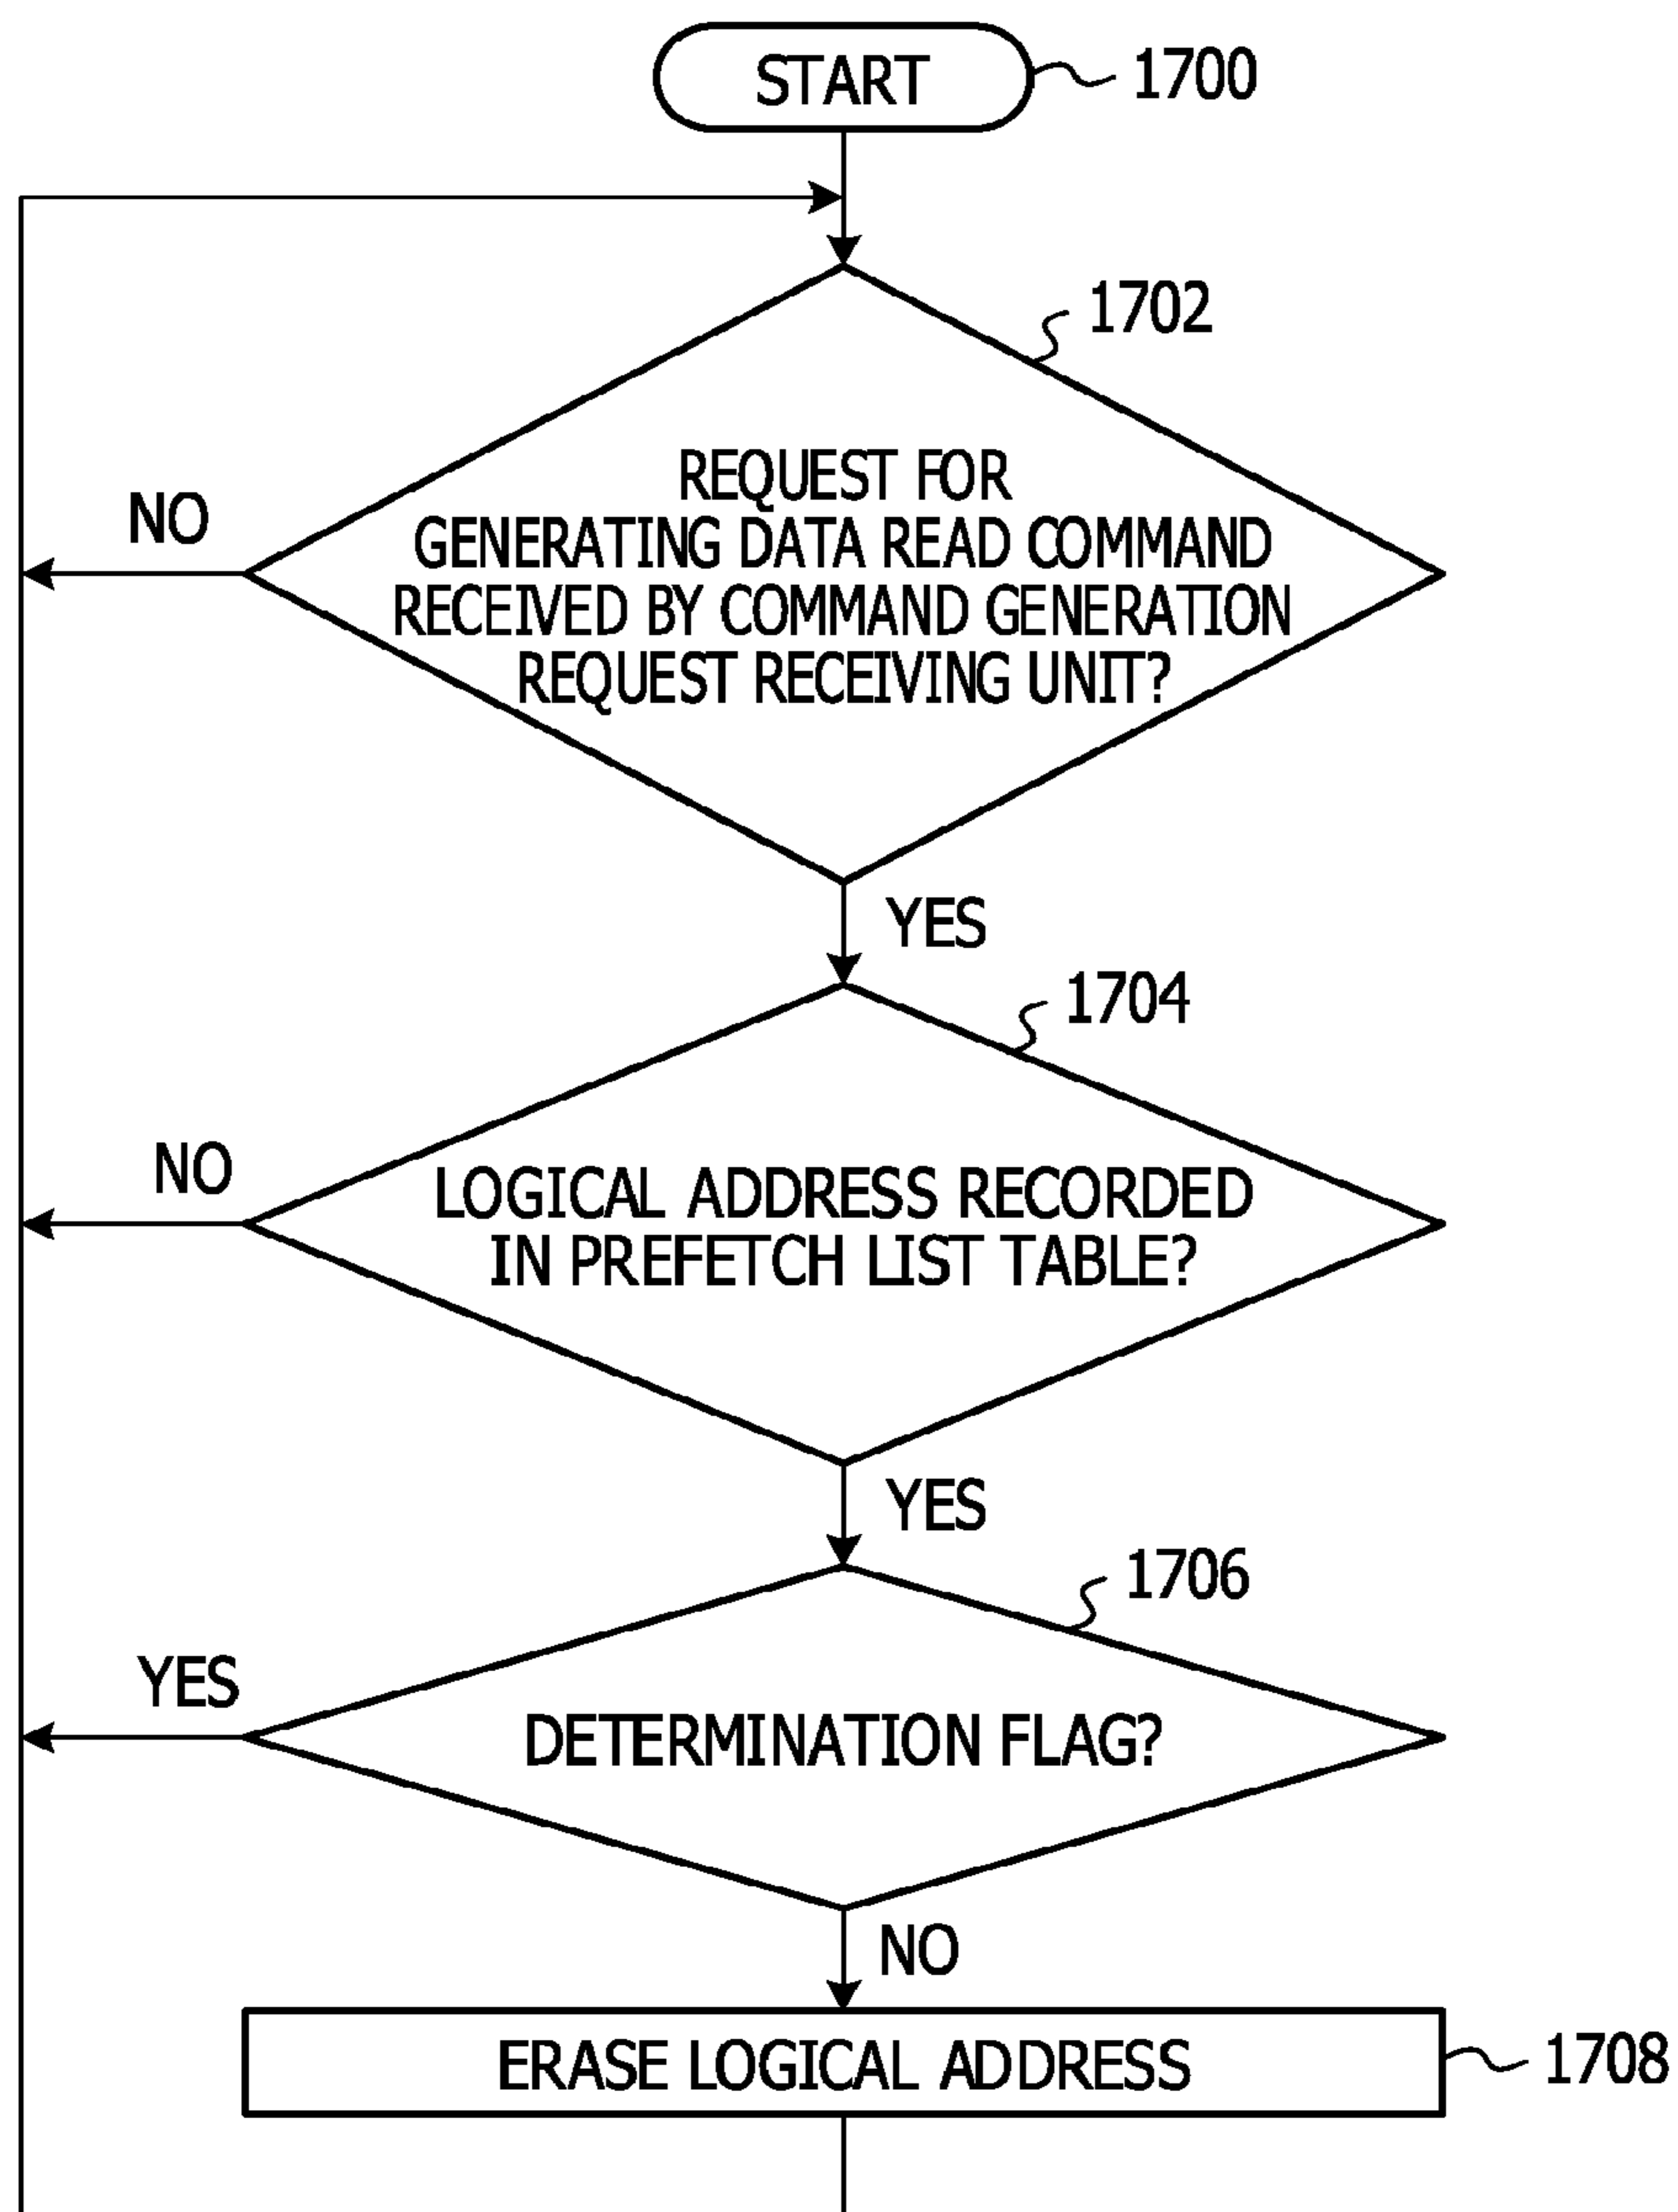 START
1700
1702
REQUEST FOR
GENERATING DATA READ COMMAND
RECEIVED BY COMMAND GENERATION
REQUEST RECEIVING UNIT?
NO
YES
1704
NO
LOGICAL ADDRESS RECORDED
IN PREFETCH LIST TABLE?
YES
1706
YES
DETERMINATION FLAG?
NO
ERASE LOGICAL ADDRESS
1708